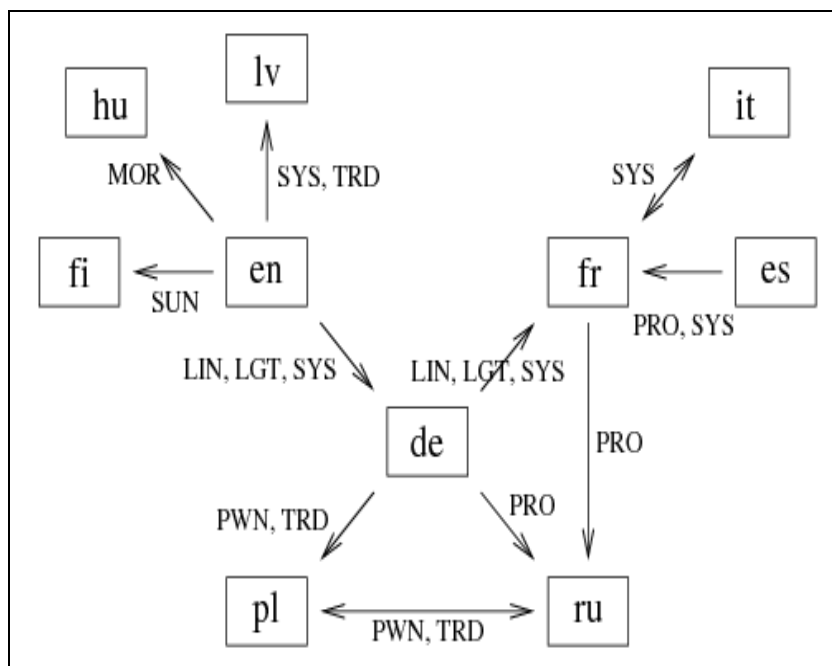 lv
hu
it
MOR
SYS, TRD
SYS
fi
en
fr
es
SUN
PRO, SYS
LIN, LGT, SYS
LIN, LGT, SYS
de
PRO
PWN, TRD
PRO
pl
ru
PWN, TRD